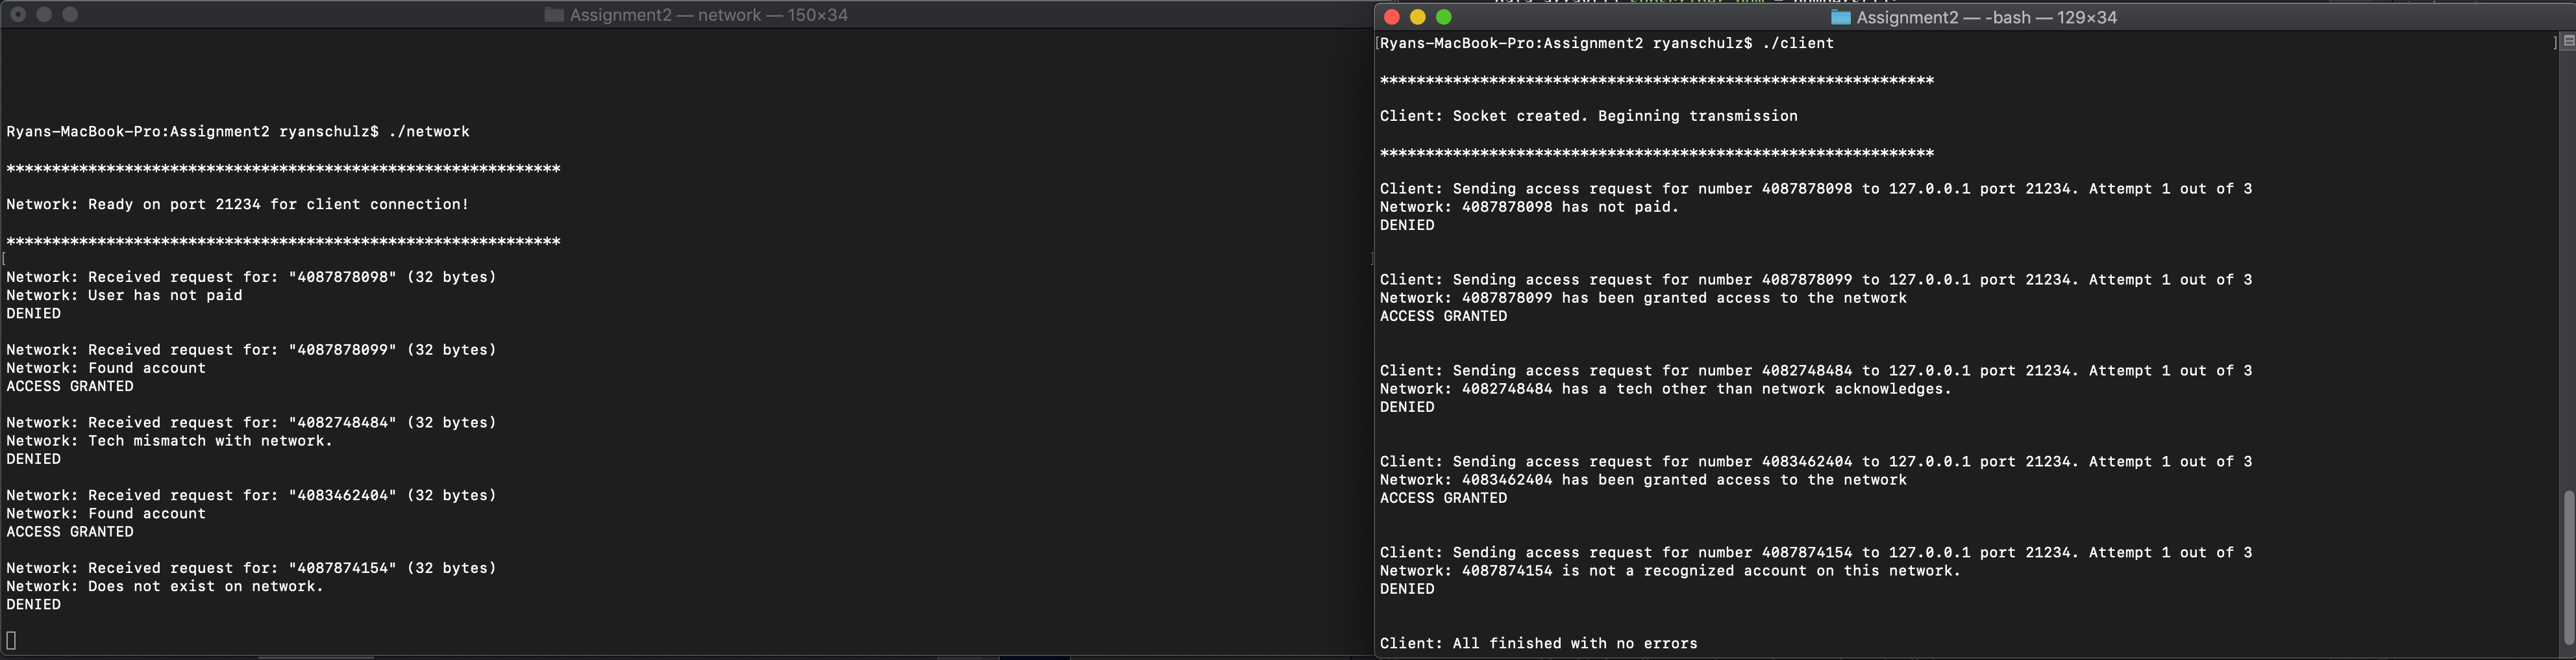 Assignment2 — network — 150×34
Ryans-MacBook-Pro:Assignment2 ryanschulz$ ./network
*************************************************************
Network: Ready on port 21234 for client connection!
*************************************************************
[
]
Network: Received request for: "4087878098" (32 bytes)
Network: User has not paid
DENIED
Network: Received request for: "4087878099" (32 bytes)
Network: Found account
ACCESS GRANTED
Network: Received request for: "4082748484" (32 bytes)
Network: Tech mismatch with network.
DENIED
Network: Received request for: "4083462404" (32 bytes)
Network: Found account
ACCESS GRANTED
Network: Received request for: "4087874154" (32 bytes)
Network: Does not exist on network.
DENIED
Assignment2 — -bash — 129×34
[Ryans-MacBook-Pro:Assignment2 ryanschulz$ ./client ]
*************************************************************
Client: Socket created. Beginning transmission
*************************************************************
Client: Sending access request for number 4087878098 to 127.0.0.1 port 21234. Attempt 1 out of 3
Network: 4087878098 has not paid.
DENIED
Client: Sending access request for number 4087878099 to 127.0.0.1 port 21234. Attempt 1 out of 3
Network: 4087878099 has been granted access to the network
ACCESS GRANTED
Client: Sending access request for number 4082748484 to 127.0.0.1 port 21234. Attempt 1 out of 3
Network: 4082748484 has a tech other than network acknowledges.
DENIED
Client: Sending access request for number 4083462404 to 127.0.0.1 port 21234. Attempt 1 out of 3
Network: 4083462404 has been granted access to the network
ACCESS GRANTED
Client: Sending access request for number 4087874154 to 127.0.0.1 port 21234. Attempt 1 out of 3
Network: 4087874154 is not a recognized account on this network.
DENIED
Client: All finished with no errors